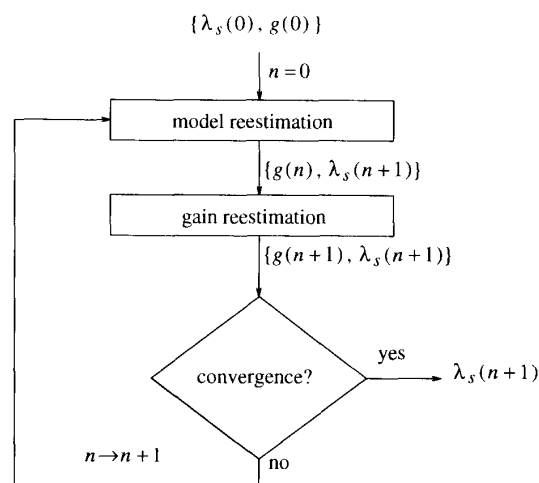 {λ_s(0), g(0)}
n=0
model reestimation
{g(n), λ_s(n+1)}
gain reestimation
{g(n+1), λ_s(n+1)}
convergence?
yes
λ_s(n+1)
n→n+1
no